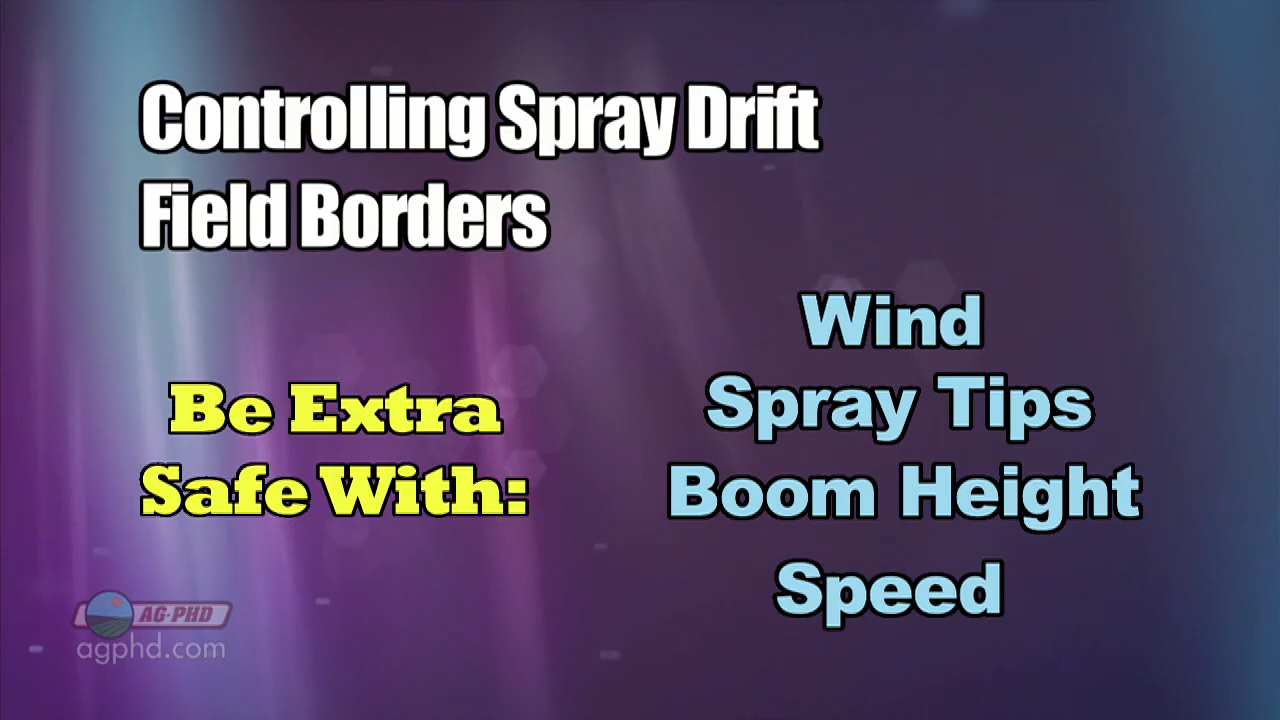 Controlling Spray Drift
Field Borders
Be Extra
Safe With:
Wind
Spray Tips
Boom Height
Speed
AG·PHD
agphd.com